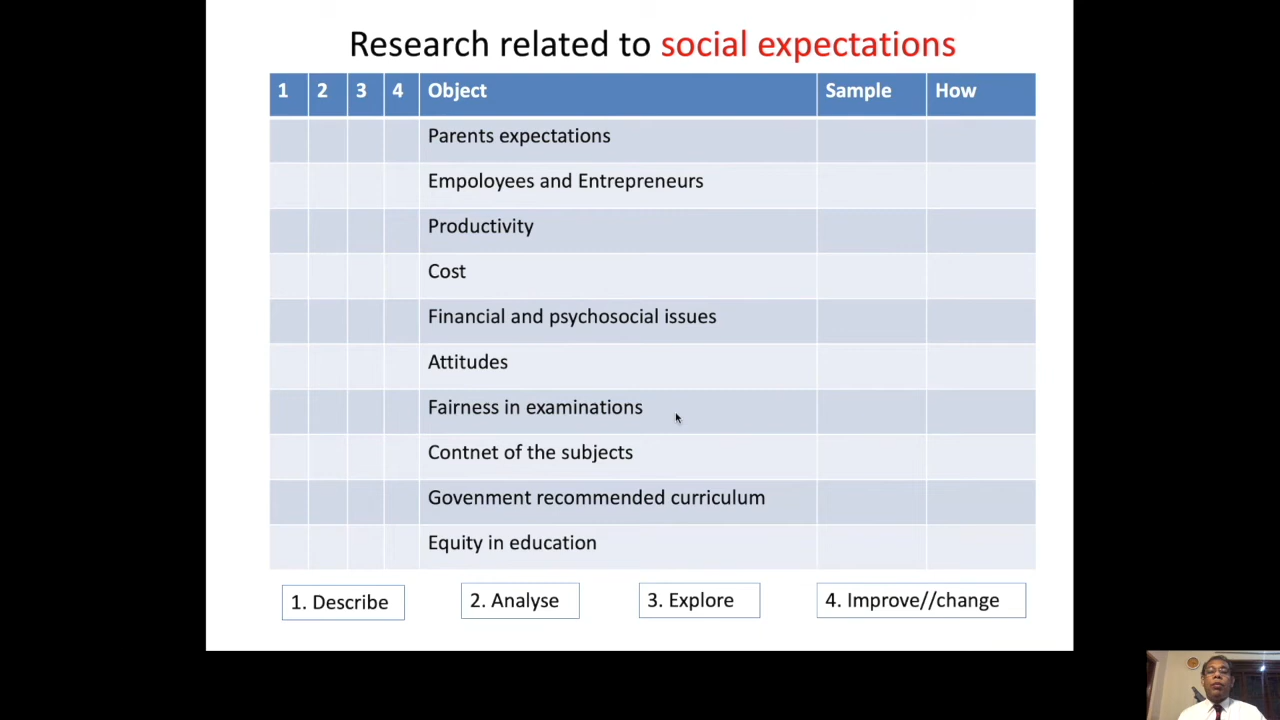 Research related to social expectations
1 2 3 4 Object Sample How
Parents expectations
Empoloyees and Entrepreneurs
Productivity
Cost
Financial and psychosocial issues
Attitudes
Fairness in examinations
Contnet of the subjects
Govenment recommended curriculum
Equity in education
1. Describe 2. Analyse 3. Explore 4. Improve//change